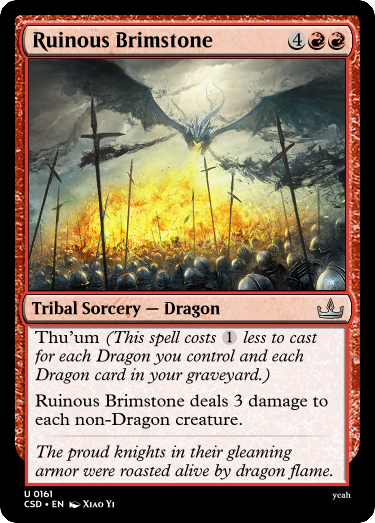 Ruinous Brimstone 4
Tribal Sorcery — Dragon
Thu'um (This spell costs 1 less to cast
for each Dragon you control and each
Dragon card in your graveyard.)
Ruinous Brimstone deals 3 damage to
each non-Dragon creature.
The proud knights in their gleaming
armor were roasted alive by dragon flame.
U 0161
yeah
CSD • EN Xiao Yi